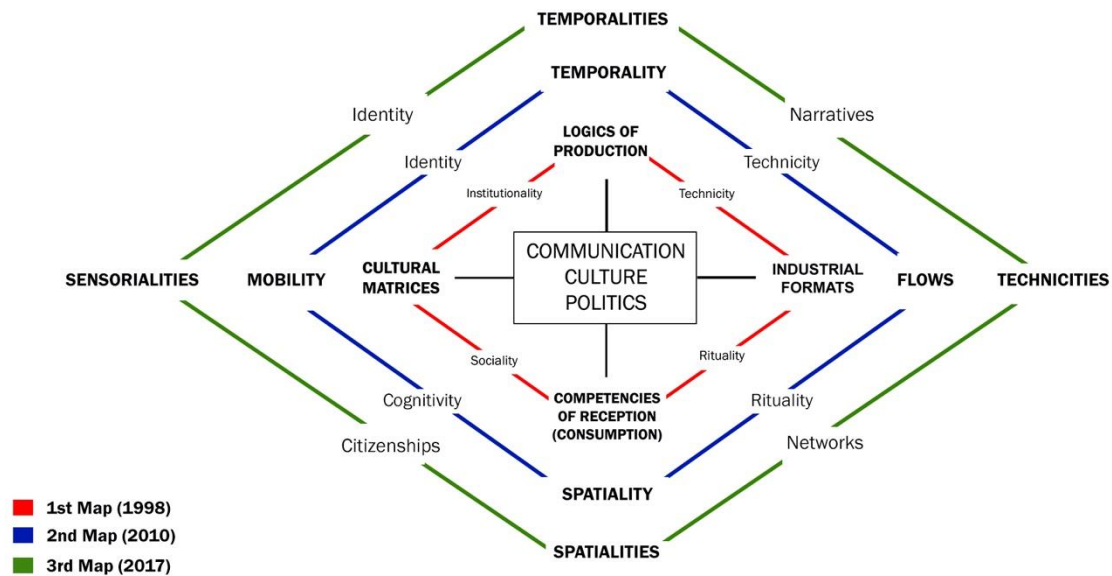 TEMPORALITIES
TEMPORALITY
Identity
Narratives
LOGICS OF
PRODUCTION
Identity
Technicity
Institutionality
Technicity
COMMUNICATION
CULTURE
POLITICS
SENSORIALITIES
MOBILITY
CULTURAL
MATRICES
INDUSTRIAL
FORMATS
FLOWS
TECHNICITIES
Sociality
Rituality
COMPETENCIES
OF RECEPTION
(CONSUMPTION)
Cognitivity
Rituality
Citizenships
Networks
SPATIALITY
SPATIALITIES
1st Map (1998)
2nd Map (2010)
3rd Map (2017)